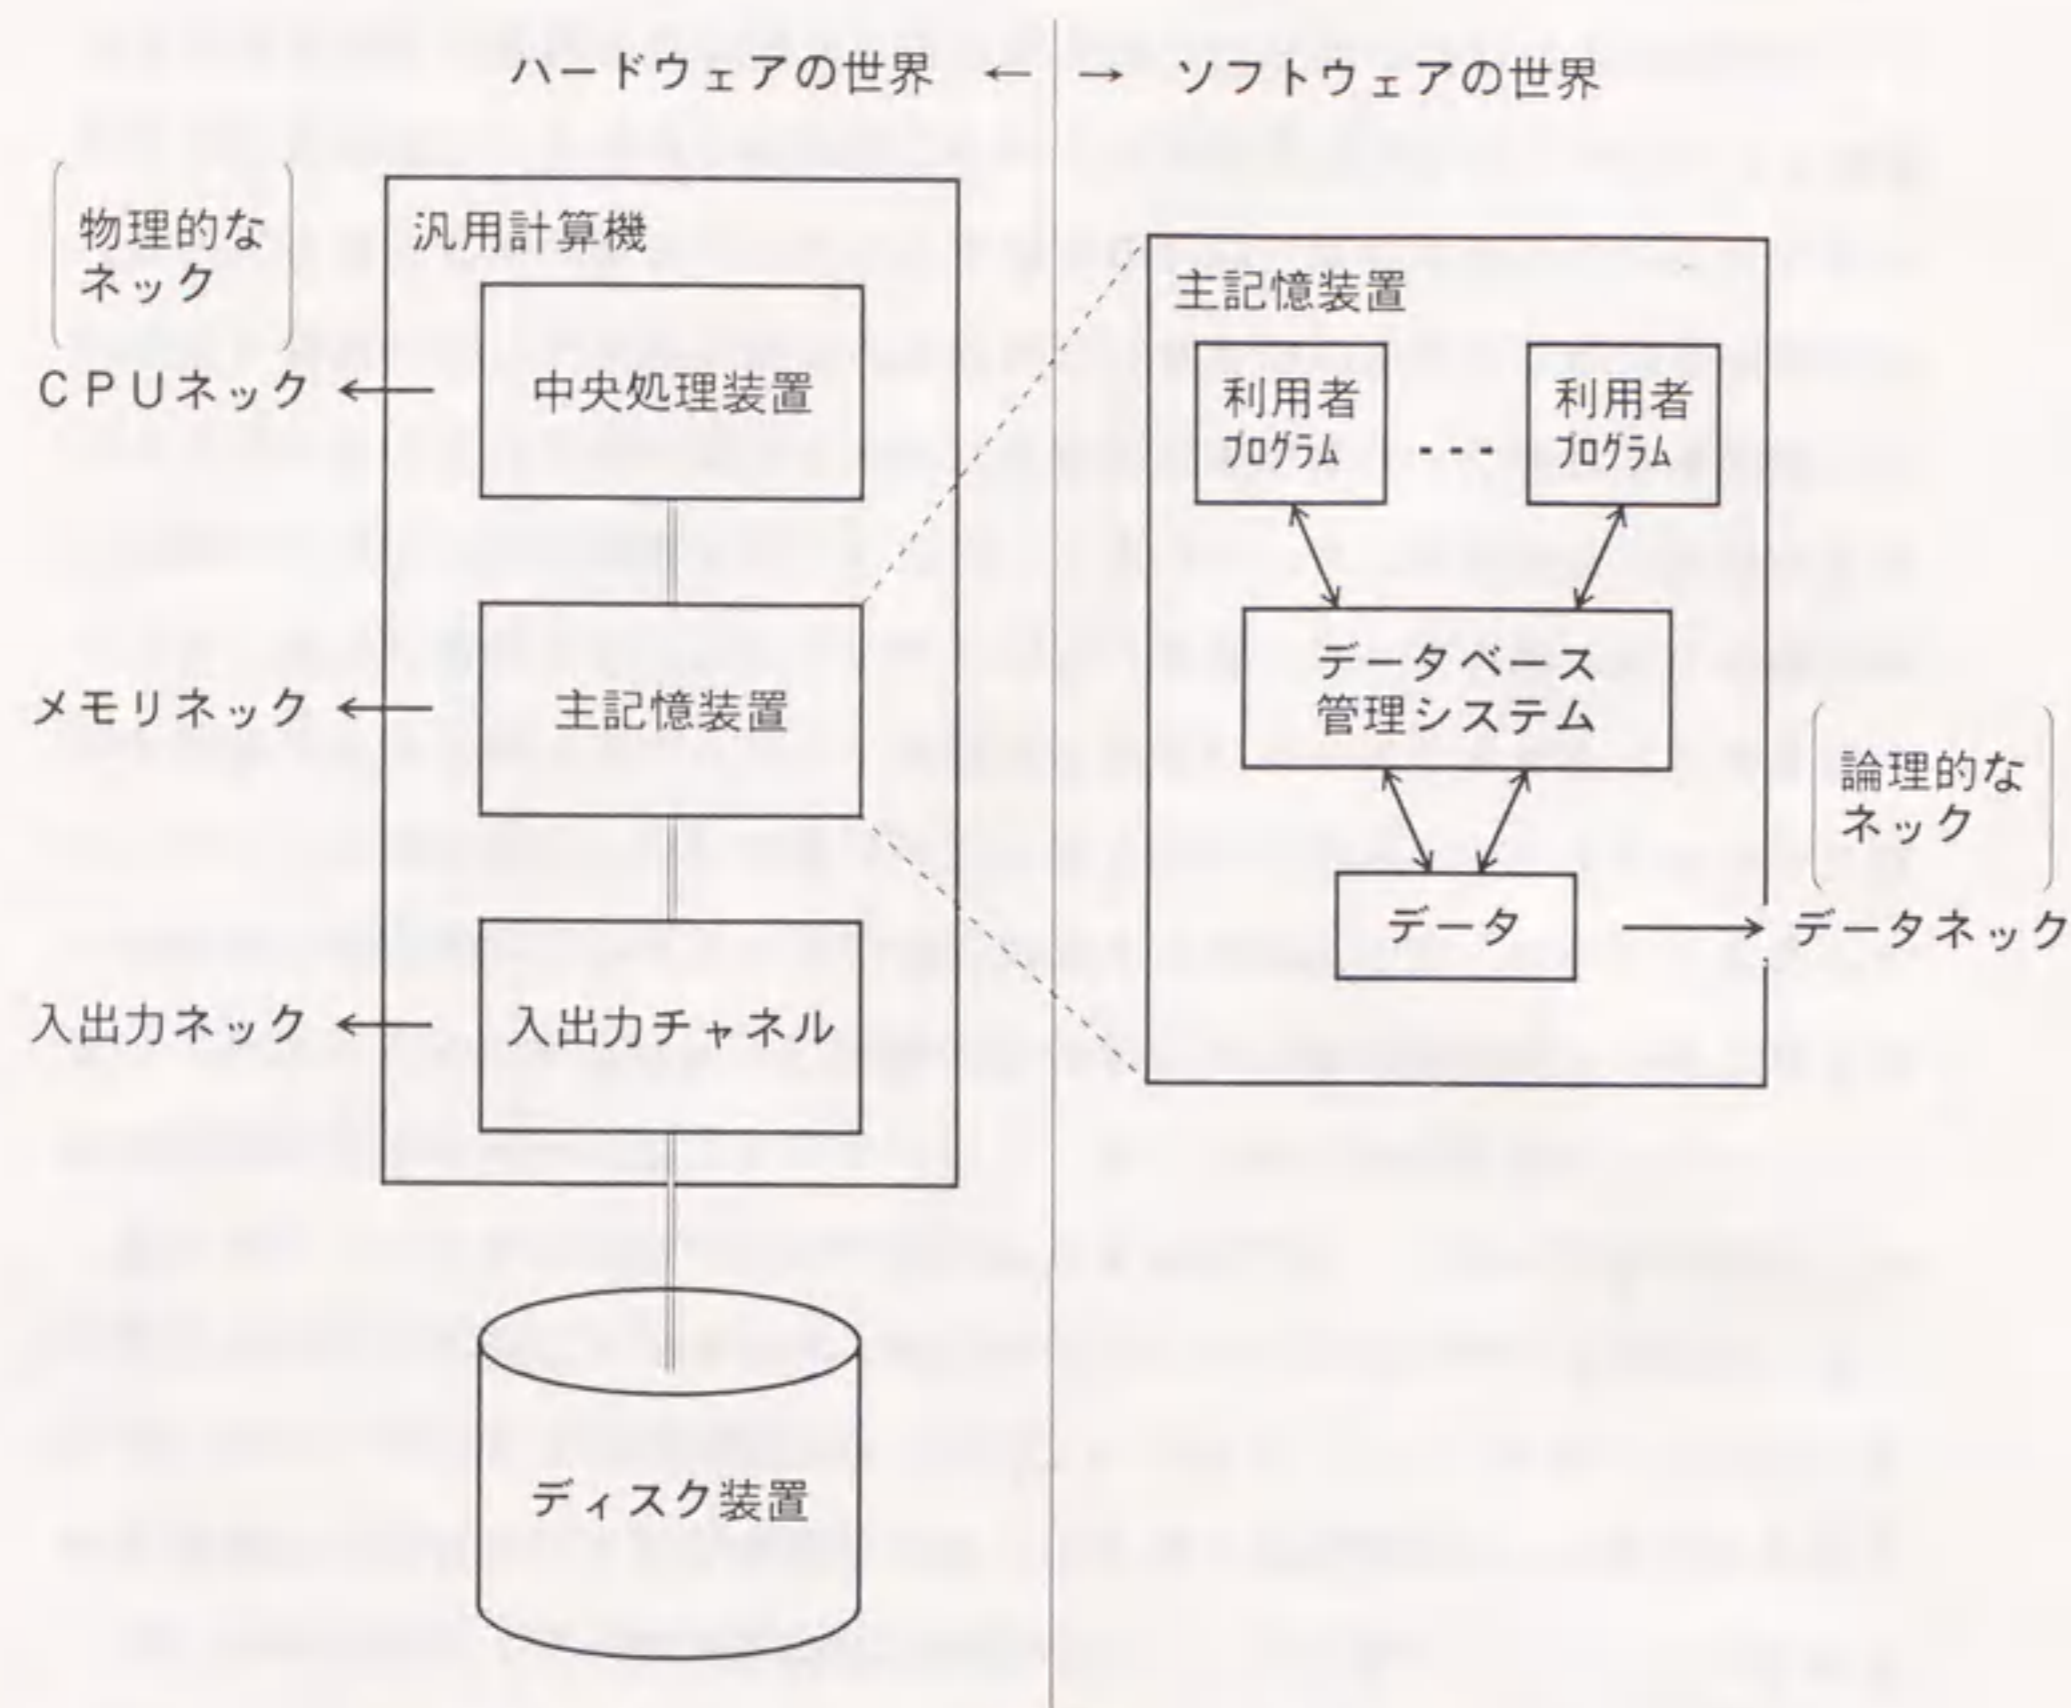 ハードウェアの世界 ← → ソフトウェアの世界
物理的な
ネック
汎用計算機
CPUネック
中央処理装置
メモリネック
主記憶装置
入出力ネック
入出力チャネル
ディスク装置
主記憶装置
利用者
プログラム
---
利用者
プログラム
データベース
管理システム
論理的な
ネック
データ
データネック